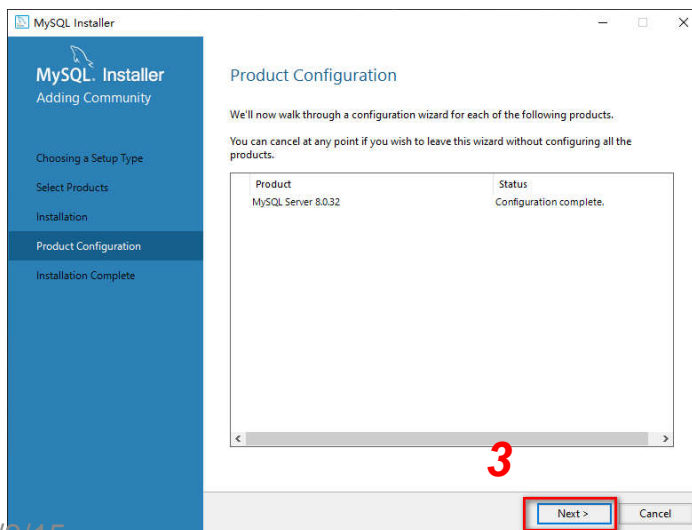 MySQL Installer
MySQL. Installer
Adding Community
Choosing a Setup Type
Select Products
Installation
Product Configuration
Installation Complete
Product Configuration
We'll now walk through a configuration wizard for each of the following products.
You can cancel at any point if you wish to leave this wizard without configuring all the
products.
Product Status
MySQL Server 8.0.32 Configuration complete.
3
Next > Cancel